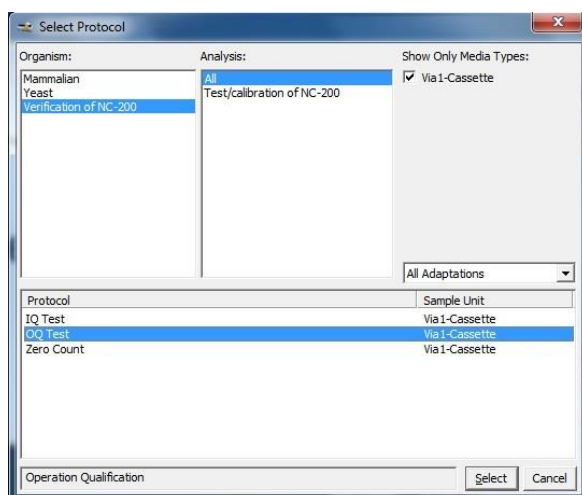 Select Protocol
Organism:
Analysis:
Show Only Media Types:
Mammalian
Yeast
Verification of NC-200
All
Test/calibration of NC-200
Via1-Cassette
All Adaptations
Protocol
Sample Unit
IQ Test
Via1-Cassette
OQ Test
Via1-Cassette
Zero Count
Via1-Cassette
Operation Qualification
Select
Cancel